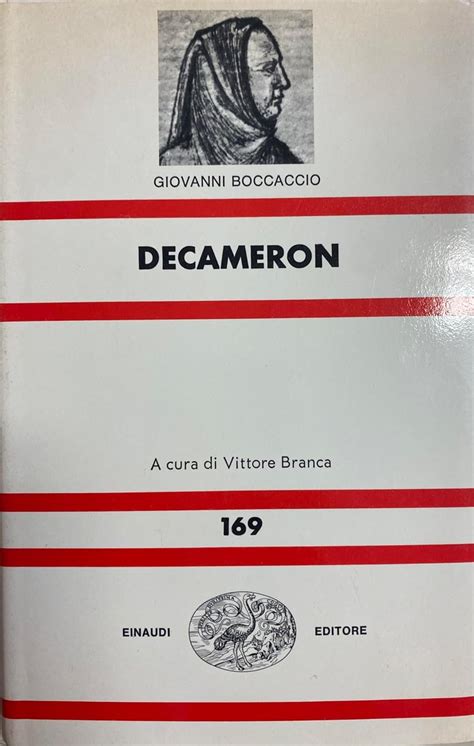 GIOVANNI BOCCACCIO
DECAMERON
A cura di Vittore Branca
169
EINAUDI
EDITORE